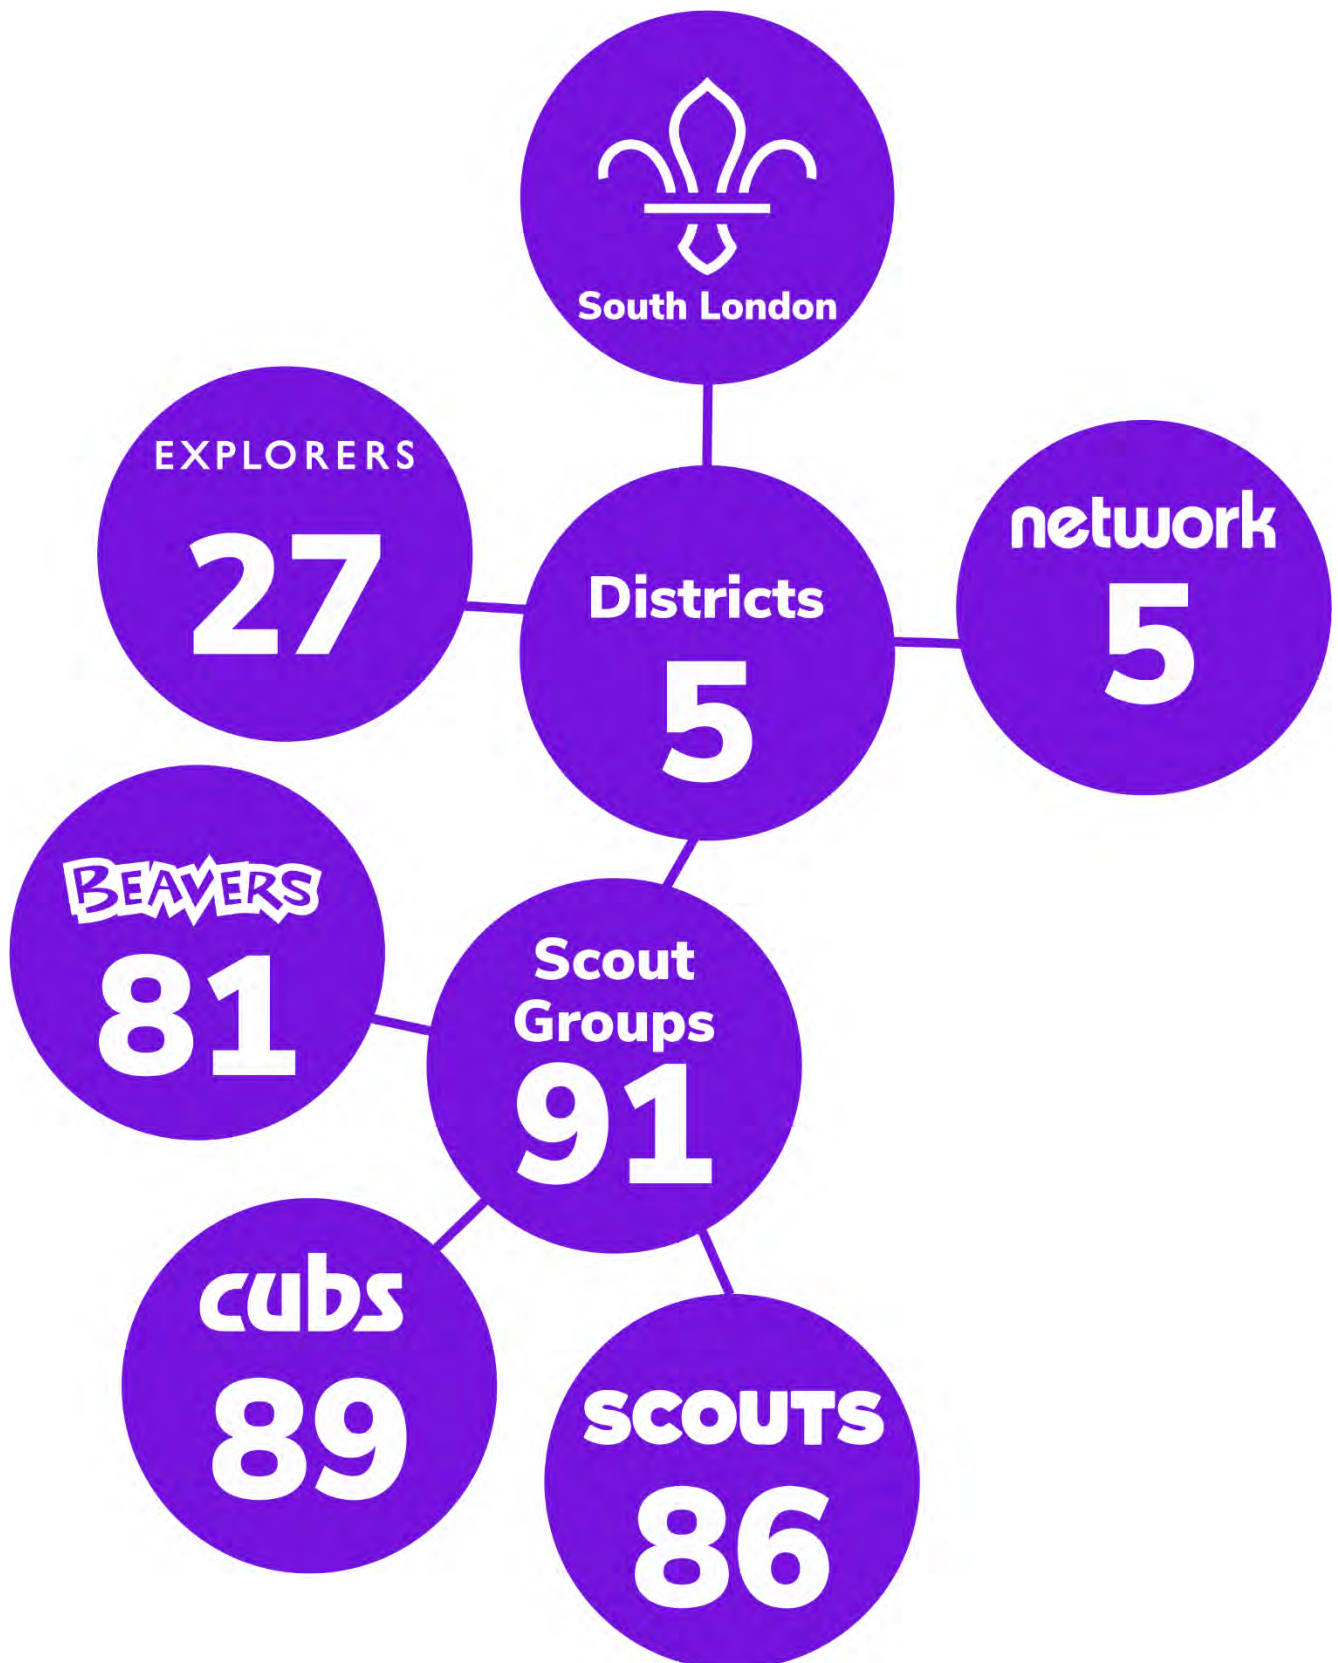 South London
EXPLORERS
27
Districts
5
network
5
BEAVERS
81
Scout
Groups
91
cubs
89
SCOUTS
86